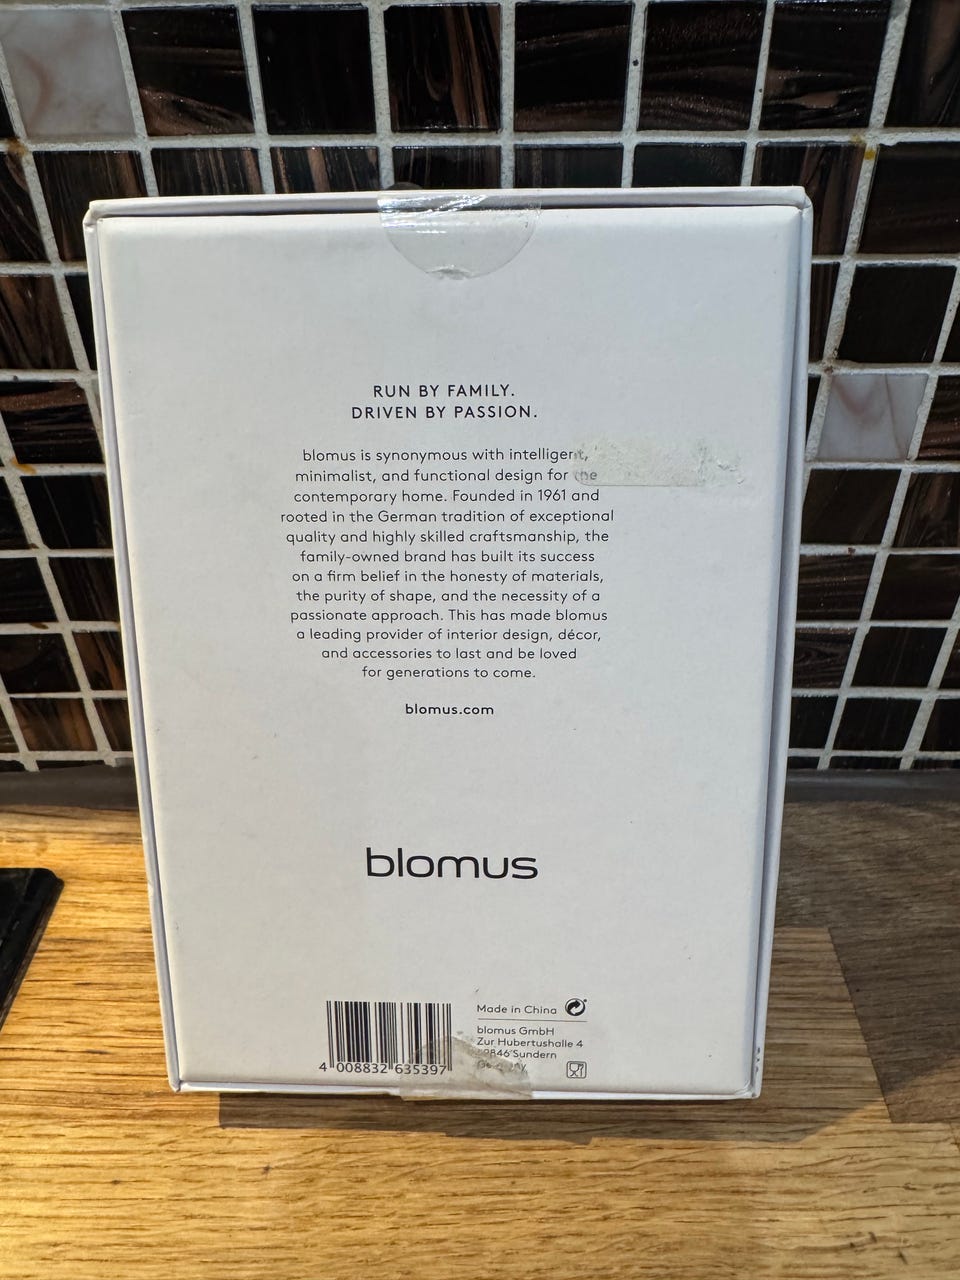 RUN BY FAMILY.
DRIVEN BY PASSION.
blomus is synonymous with intelligent,
minimalist, and functional design for the
contemporary home. Founded in 1961 and
rooted in the German tradition of exceptional
quality and highly skilled craftsmanship, the
family-owned brand has built its success
on a firm belief in the honesty of materials,
the purity of shape, and the necessity of a
passionate approach. This has made blomus
a leading provider of interior design, décor,
and accessories to last and be loved
for generations to come.
blomus.com
blomus
4 008832 635397
Made in China
blomus GmbH
Zur Hubertushalle 4
Sundern
Germany